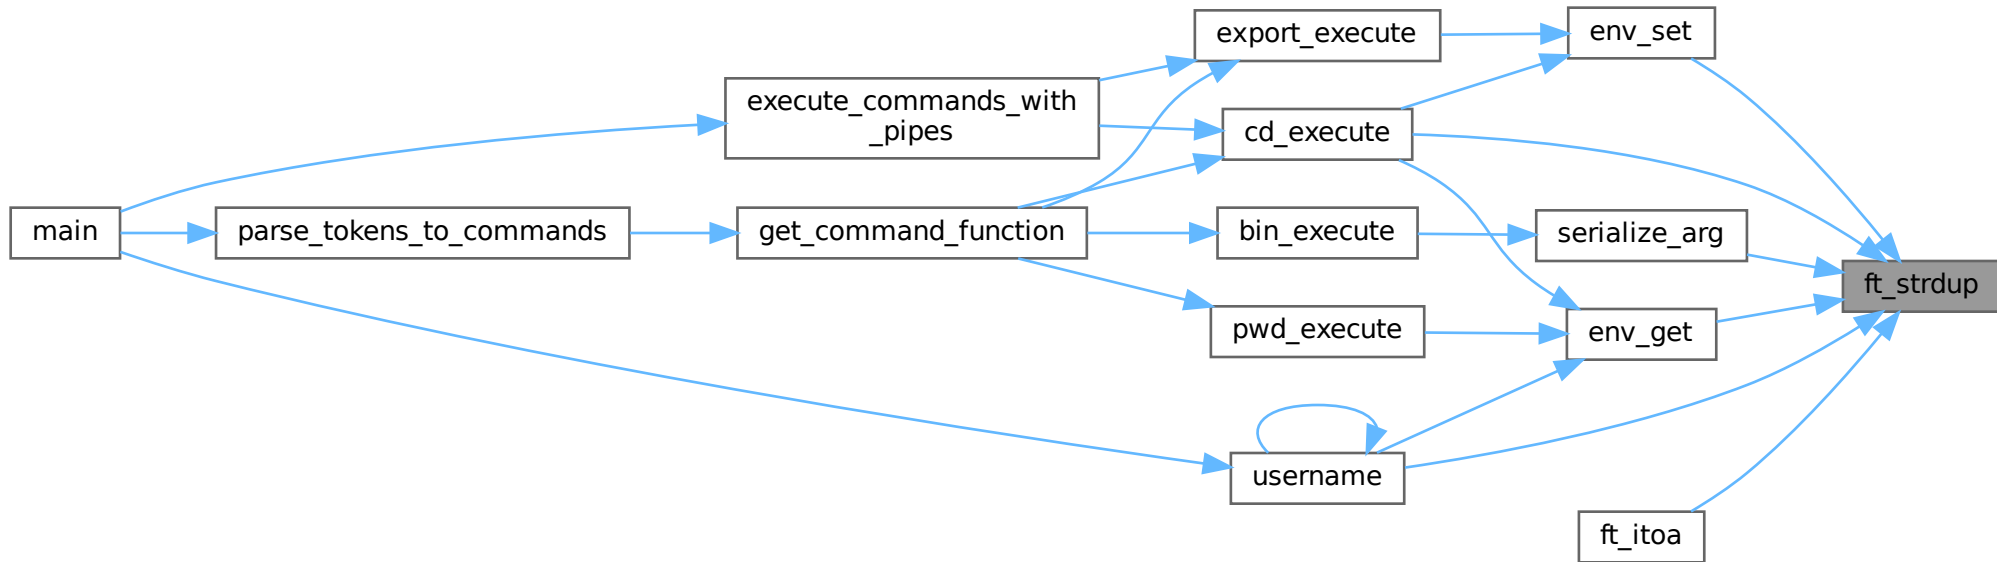 export_execute
env_set
execute_commands_with
_pipes
cd_execute
main
parse_tokens_to_commands
get_command_function
bin_execute
serialize_arg
ft_strdup
pwd_execute
env_get
username
ft_itoa